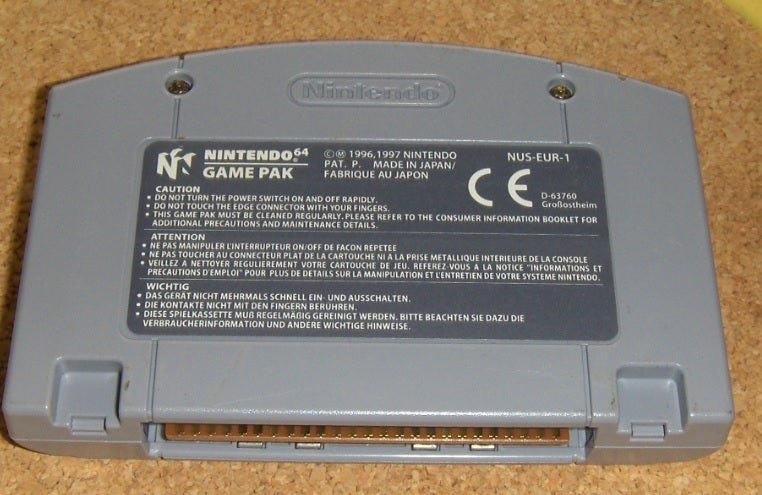 Nintendo
NINTENDO64
GAME PAK
©Ⓜ 1996,1997 NINTENDO
PAT. P. MADE IN JAPAN/
FABRIQUE AU JAPON
NUS-EUR-1
CE
D-63760
Großostheim
CAUTION
• DO NOT TURN THE POWER SWITCH ON AND OFF RAPIDLY.
• DO NOT TOUCH THE EDGE CONNECTOR WITH YOUR FINGERS.
• THIS GAME PAK MUST BE CLEANED REGULARLY. PLEASE REFER TO THE CONSUMER INFORMATION BOOKLET FOR
ADDITIONAL PRECAUTIONS AND MAINTENANCE DETAILS.
ATTENTION
• NE PAS MANIPULER L'INTERRUPTEUR ON/OFF DE FACON REPETEE
• NE PAS TOUCHER AU CONNECTEUR PLAT DE LA CARTOUCHE NI A LA PRISE METALLIQUE INTERIEURE DE LA CONSOLE
• VEILLEZ A NETTOYER REGULIEREMENT VOTRE CARTOUCHE DE JEU. REFEREZ-VOUS A LA NOTICE "INFORMATIONS ET
PRECAUTIONS D'EMPLOI" POUR PLUS DE DETAILS SUR LA MANIPULATION ET L'ENTRETIEN DE VOTRE SYSTEME NINTENDO.
WICHTIG
• DAS GERÄT NICHT MEHRMALS SCHNELL EIN- UND AUSSCHALTEN.
• DIE KONTAKTE NICHT MIT DEN FINGERN BERÜHREN.
• DIESE SPIELKASSETTE MUß REGELMÄßIG GEREINIGT WERDEN. BITTE BEACHTEN SIE DAZU DIE
VERBRAUCHERINFORMATION UND ANDERE WICHTIGE HINWEISE.